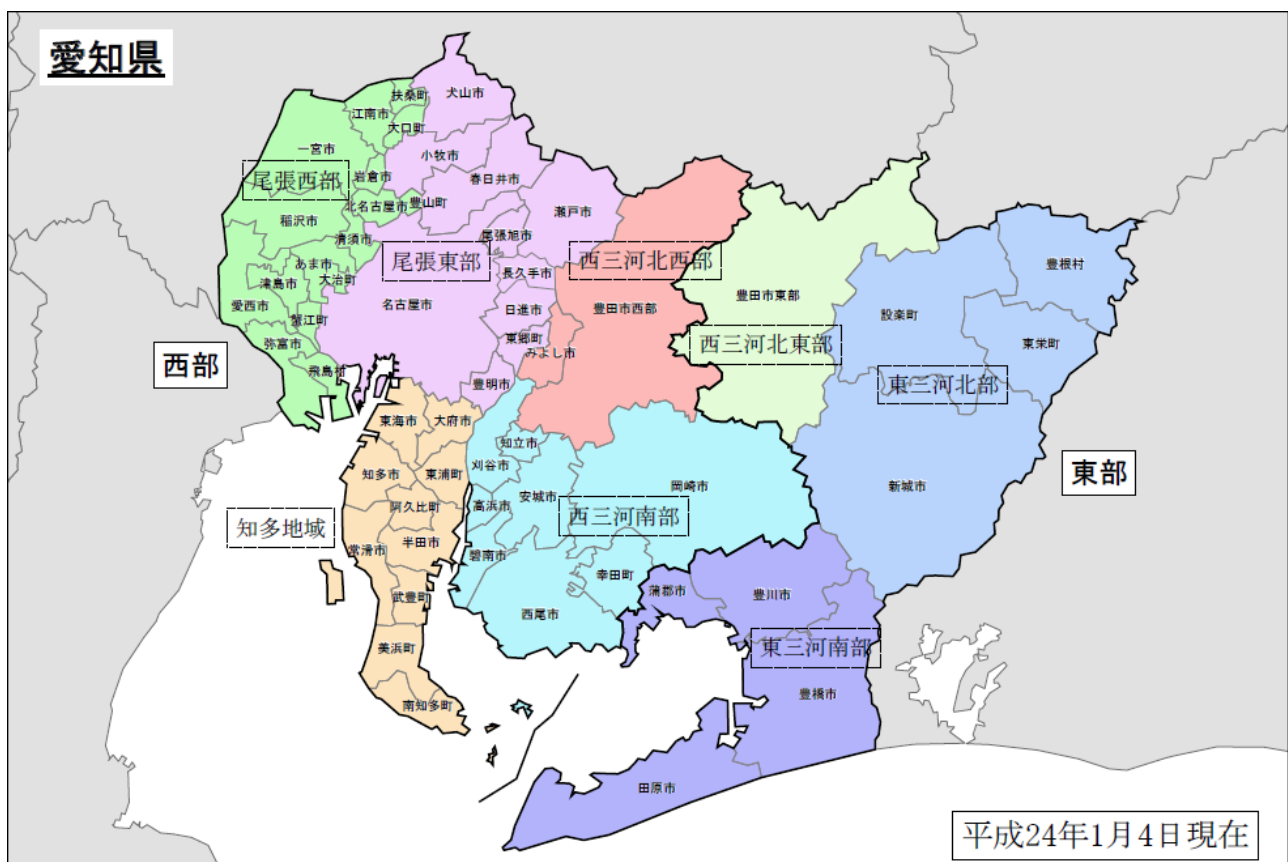 愛知県
扶桑町
犬山市
江南市
大口町
一宮市
小牧市
岩倉市
尾張西部
春日井市
北名古屋市
豊山町
瀬戸市
稲沢市
清須市
尾張旭市
尾張東部
西三河北西部
あま市
長久手市
豊根村
津島市
大治町
豊田市東部
愛西市
名古屋市
日進市
豊田市西部
設楽町
蟹江町
弥富市
東郷町
みよし市
西三河北東部
東栄町
西部
飛島村
豊明市
東三河北部
東海市
大府市
知立市
刈谷市
知多市
東浦町
東部
岡崎市
新城市
安城市
高浜市
阿久比町
西三河南部
知多地域
半田市
常滑市
碧南市
幸田町
蒲郡市
豊川市
武豊町
西尾市
東三河南部
美浜町
豊橋市
南知多町
田原市
平成24年1月4日現在